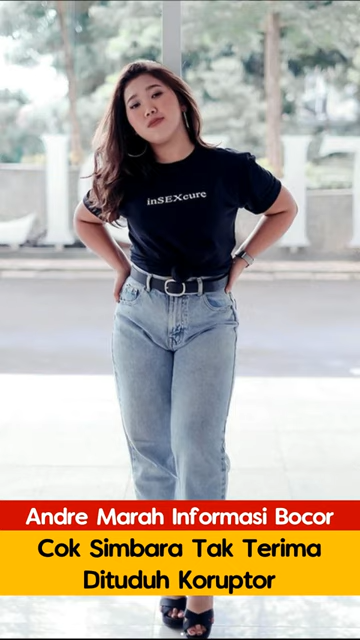 inSEXcure
Andre Marah Informasi Bocor
Cok Simbara Tak Terima
Dituduh Koruptor